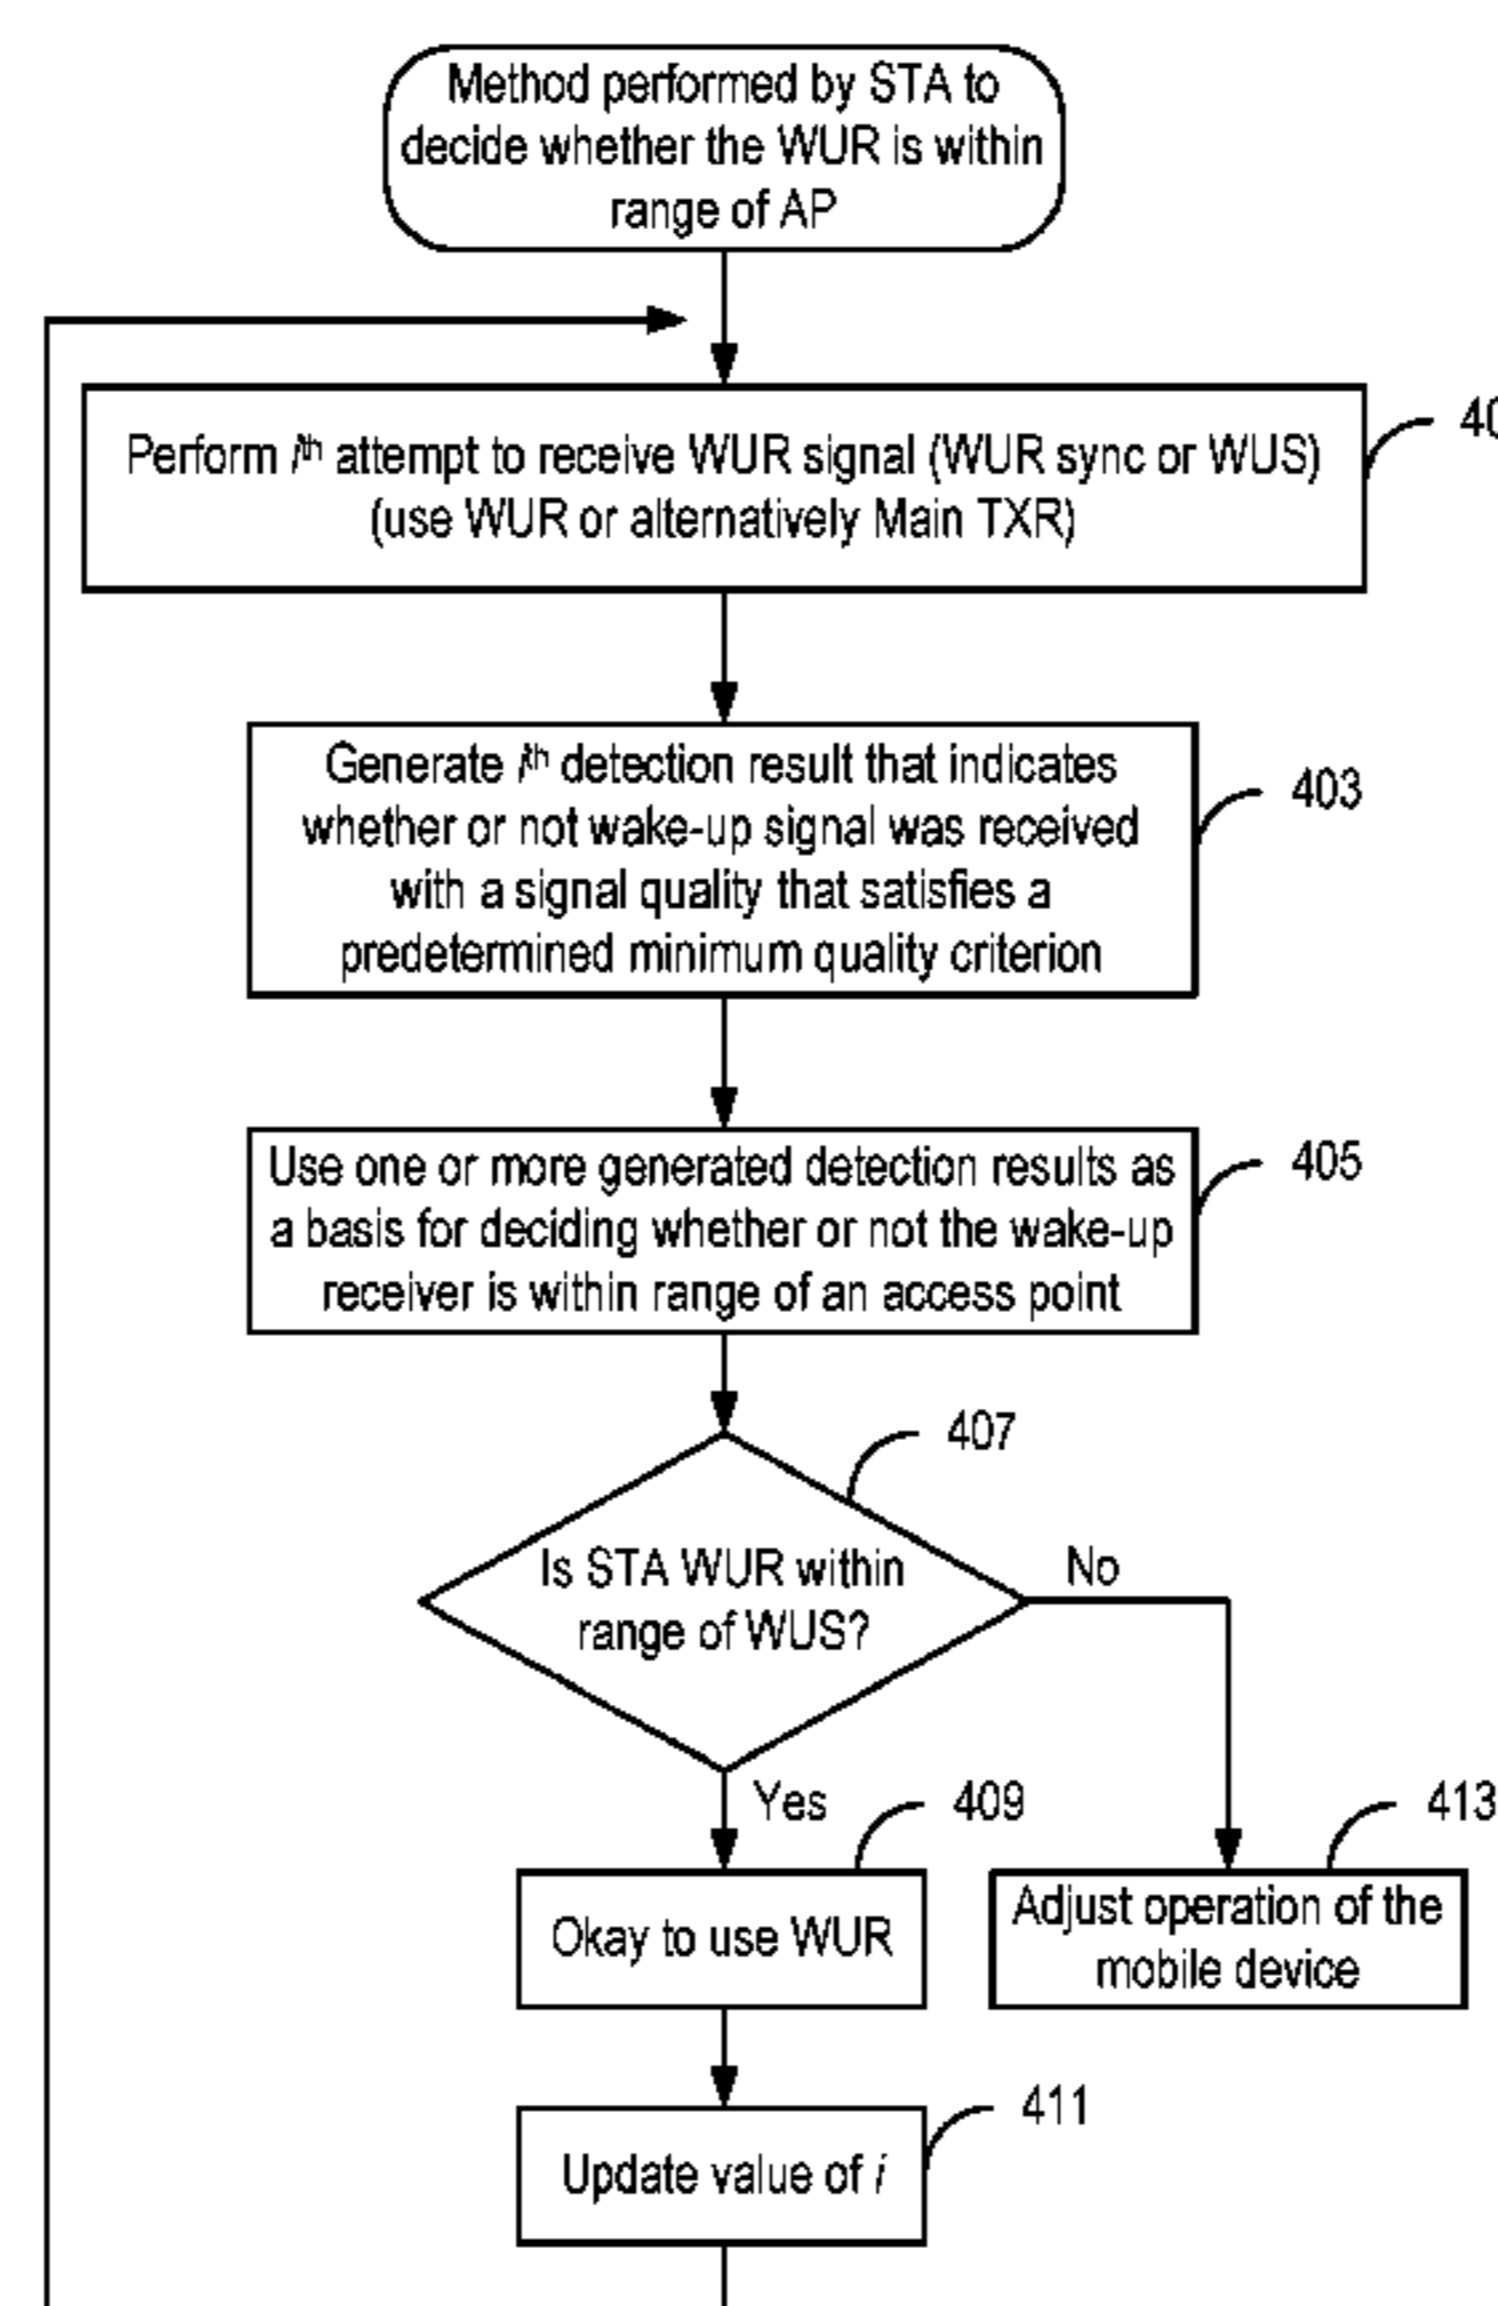 Method performed by STA to
decide whether the WUR is within
range of AP
Perform ith attempt to receive WUR signal (WUR sync or WUS)
(use WUR or alternatively Main TXR)
Generate ith detection result that indicates
whether or not wake-up signal was received
with a signal quality that satisfies a
predetermined minimum quality criterion
403
Use one or more generated detection results as
a basis for deciding whether or not the wake-up
receiver is within range of an access point
405
407
Is STA WUR within
range of WUS?
No
Yes
409
413
Okay to use WUR
Adjust operation of the
mobile device
411
Update value of i